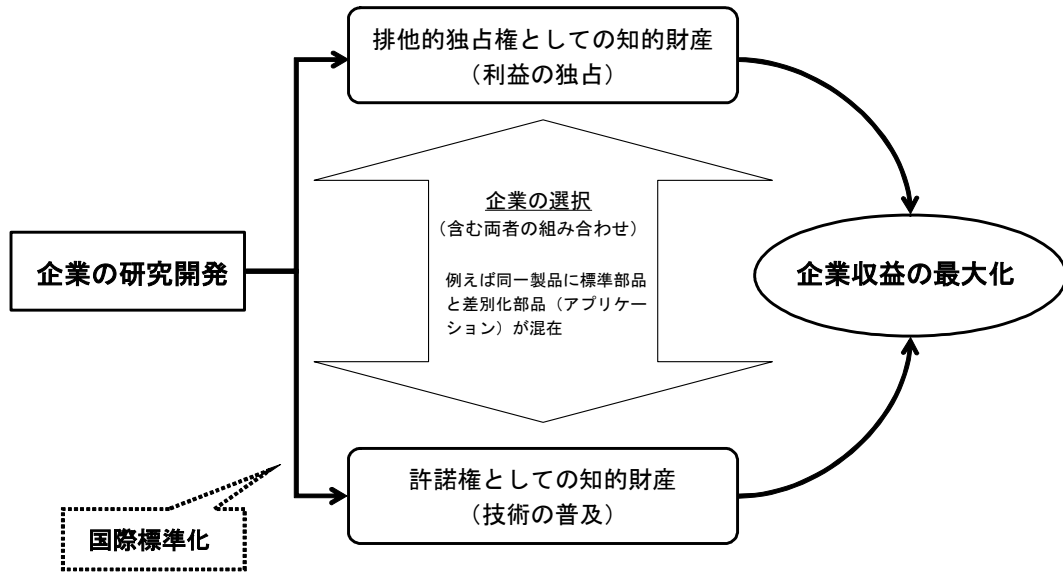 排他的独占権としての知的財産
（利益の独占）
企業の選択
（含む両者の組み合わせ）
例えば同一製品に標準部品
と差別化部品（アプリケー
ション）が混在
企業の研究開発
企業収益の最大化
許諾権としての知的財産
（技術の普及）
国際標準化